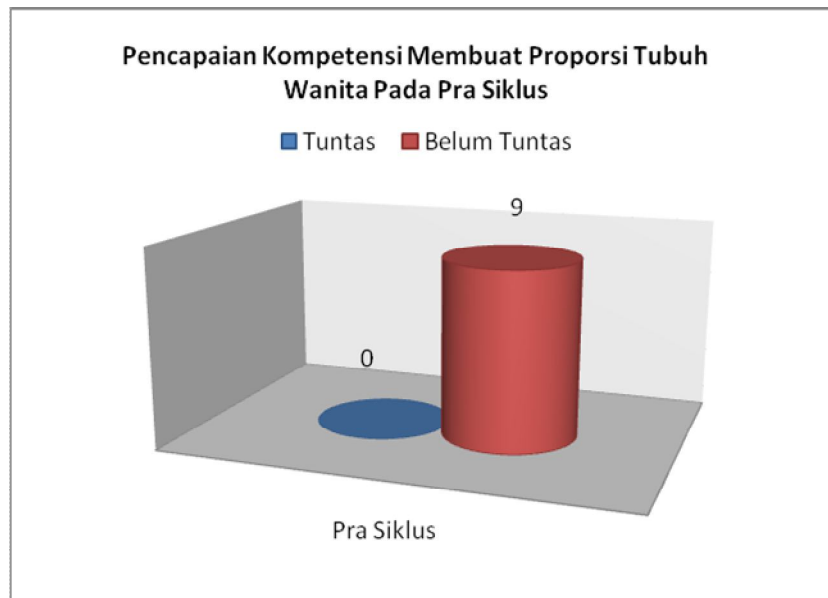 Pencapaian Kompetensi Membuat Proporsi Tubuh
Wanita Pada Pra Siklus
Tuntas Belum Tuntas
9
0
Pra Siklus